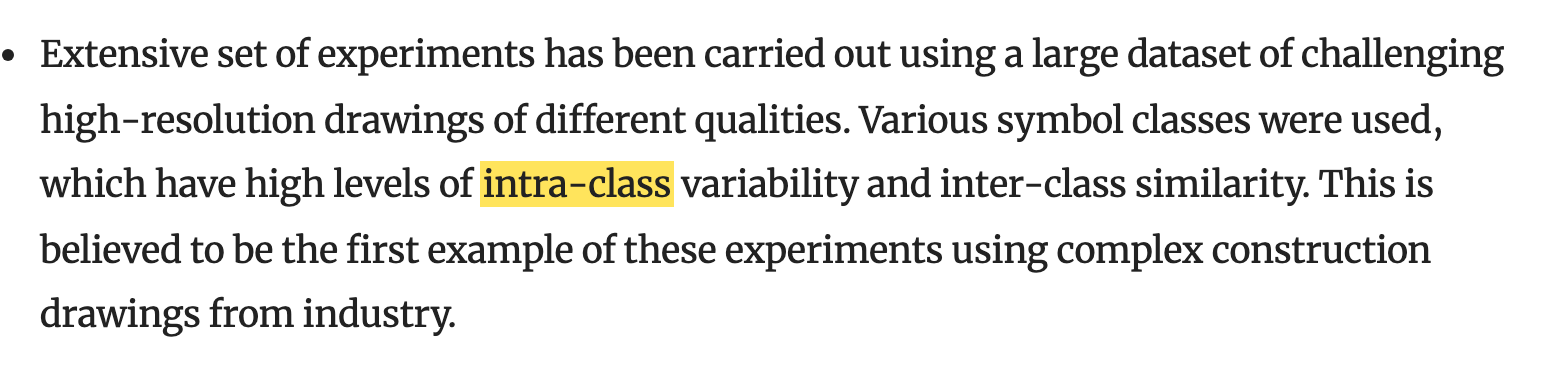 • Extensive set of experiments has been carried out using a large dataset of challenging
high-resolution drawings of different qualities. Various symbol classes were used,
which have high levels of intra-class variability and inter-class similarity. This is
believed to be the first example of these experiments using complex construction
drawings from industry.